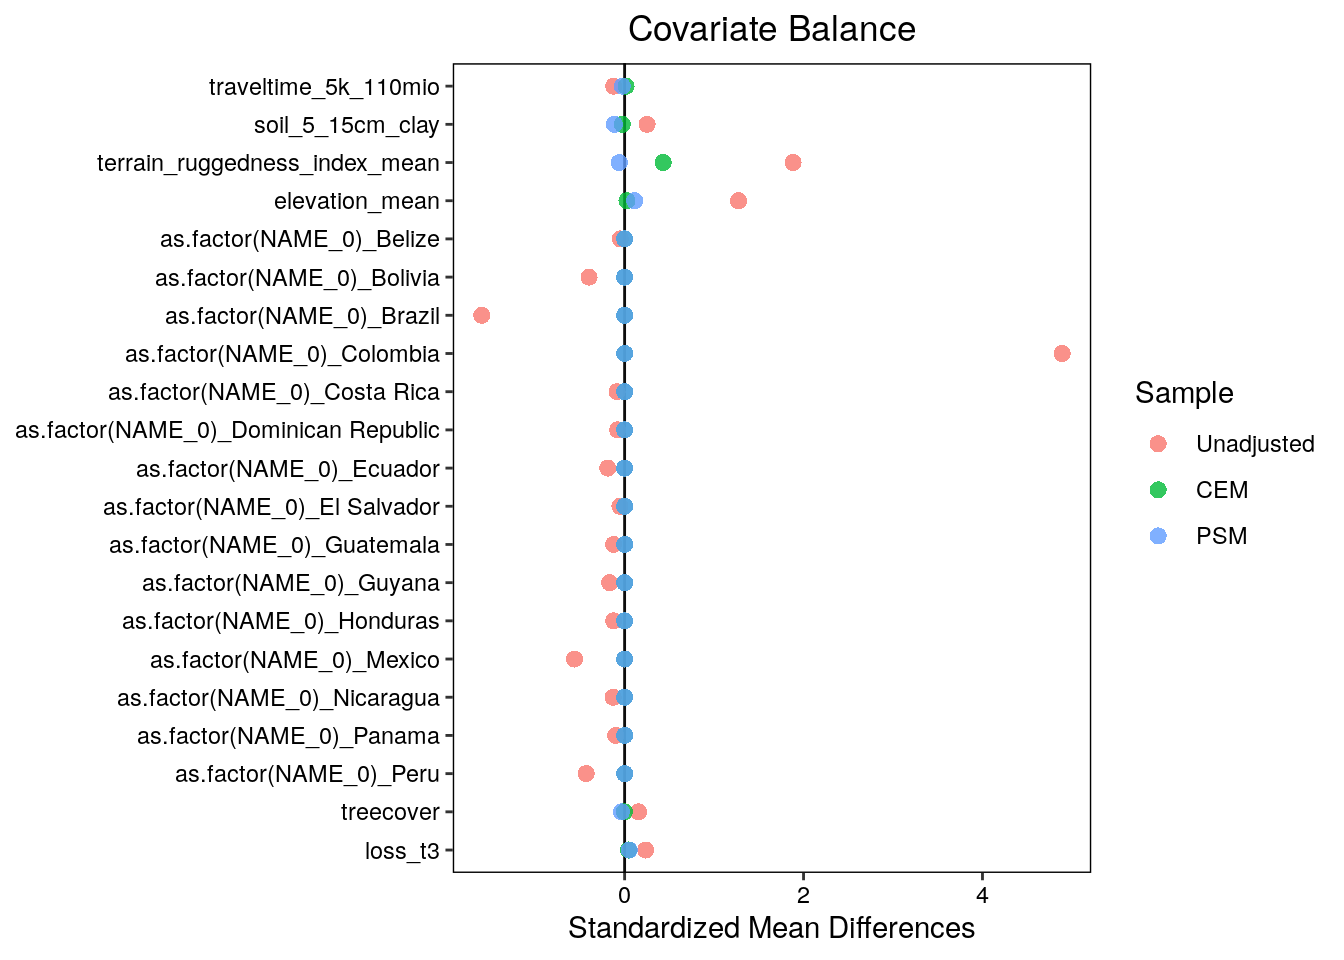 Covariate Balance
traveltime_5k_110mio
soil_5_15cm_clay
terrain_ruggedness_index_mean
elevation_mean
as.factor(NAME_0)_Belize
as.factor(NAME_0)_Bolivia
as.factor(NAME_0)_Brazil
as.factor(NAME_0)_Colombia
as.factor(NAME_0)_Costa Rica
as.factor(NAME_0)_Dominican Republic
as.factor(NAME_0)_Ecuador
as.factor(NAME_0)_El Salvador
as.factor(NAME_0)_Guatemala
as.factor(NAME_0)_Guyana
as.factor(NAME_0)_Honduras
as.factor(NAME_0)_Mexico
as.factor(NAME_0)_Nicaragua
as.factor(NAME_0)_Panama
as.factor(NAME_0)_Peru
treecover
loss_t3
0 2 4
Standardized Mean Differences
Sample
Unadjusted
CEM
PSM